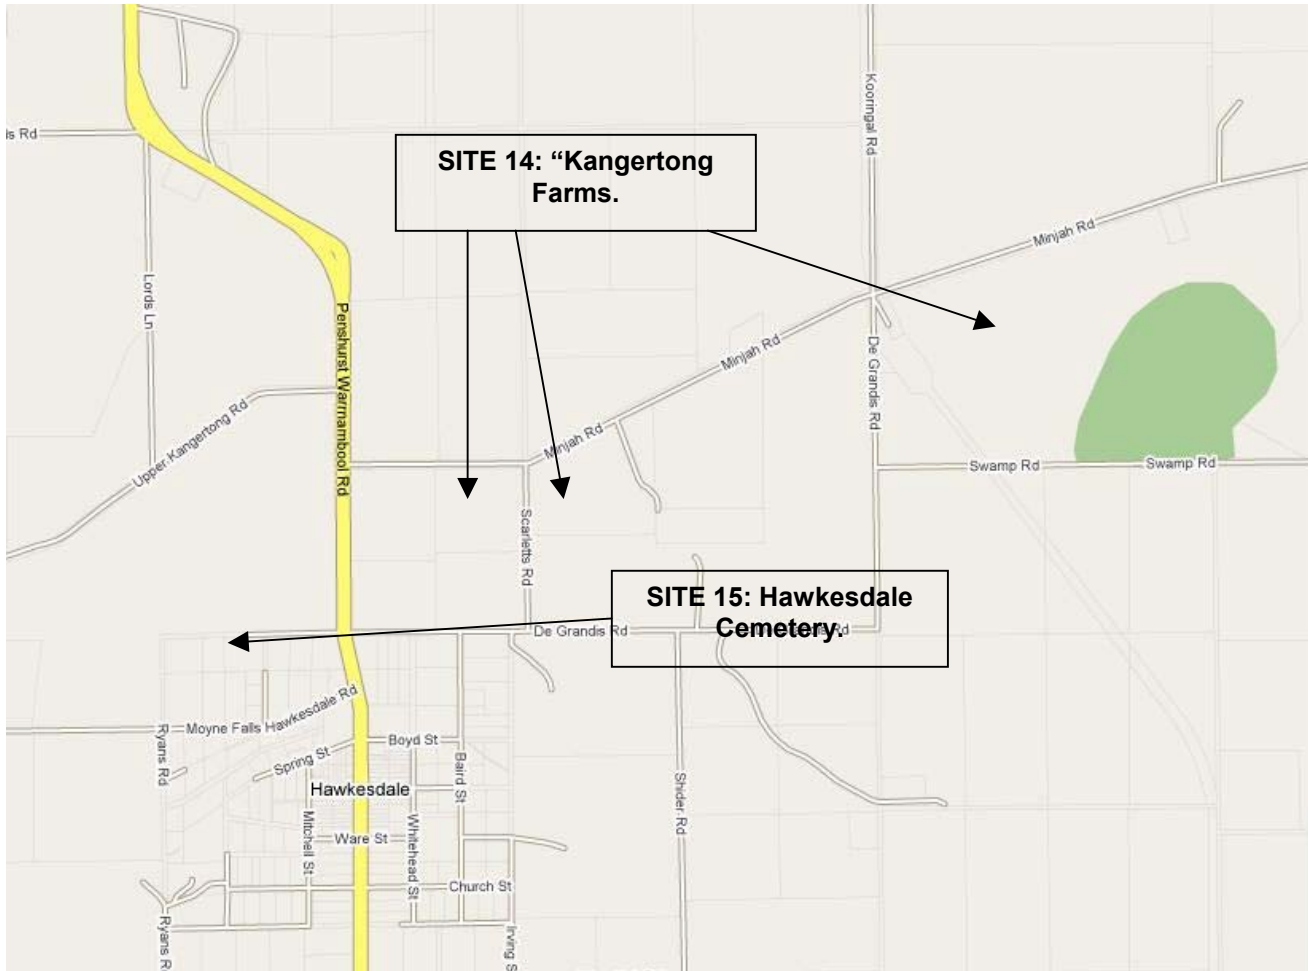 Kooringal Rd
is Rd
SITE 14: “Kangertong
Farms.
Minjah Rd
Lords Ln
Penshurst Warrnambool Rd
Minjah Rd
De Grandis Rd
Upper Kangertong Rd
Minjah Rd
Swamp Rd
Swamp Rd
Scarletts Rd
SITE 15: Hawkesdale
Cemetery.
De Grandis Rd
Moyne Falls Hawkesdale Rd
Ryans Rd
Boyd St
Spring St
Baird St
Hawkesdale
Shider Rd
Mitchell St
Whitehead St
Ware St
Church St
Ryans R
Irving S